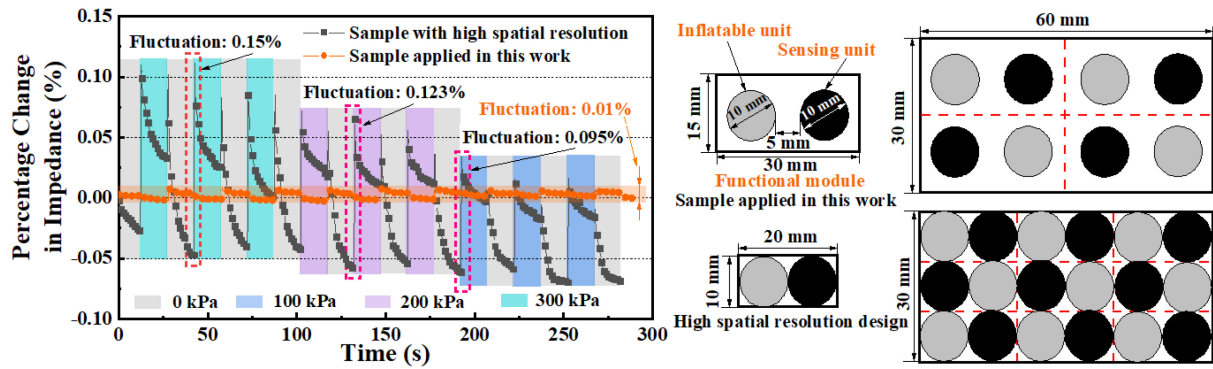 Percentage Change
in Impedance (%)
0.15
0.10
0.05
0.00
-0.05
-0.10
Fluctuation: 0.15%
Sample with high spatial resolution
Sample applied in this work
Fluctuation: 0.123%
Fluctuation: 0.01%
Fluctuation: 0.095%
0 kPa
100 kPa
200 kPa
300 kPa
0
50
100
150
200
250
300
Time (s)
Inflatable unit
Sensing unit
15 mm
10 mm
10 mm
5 mm
30 mm
Functional module
Sample applied in this work
20 mm
10 mm
High spatial resolution design
60 mm
30 mm
30 mm